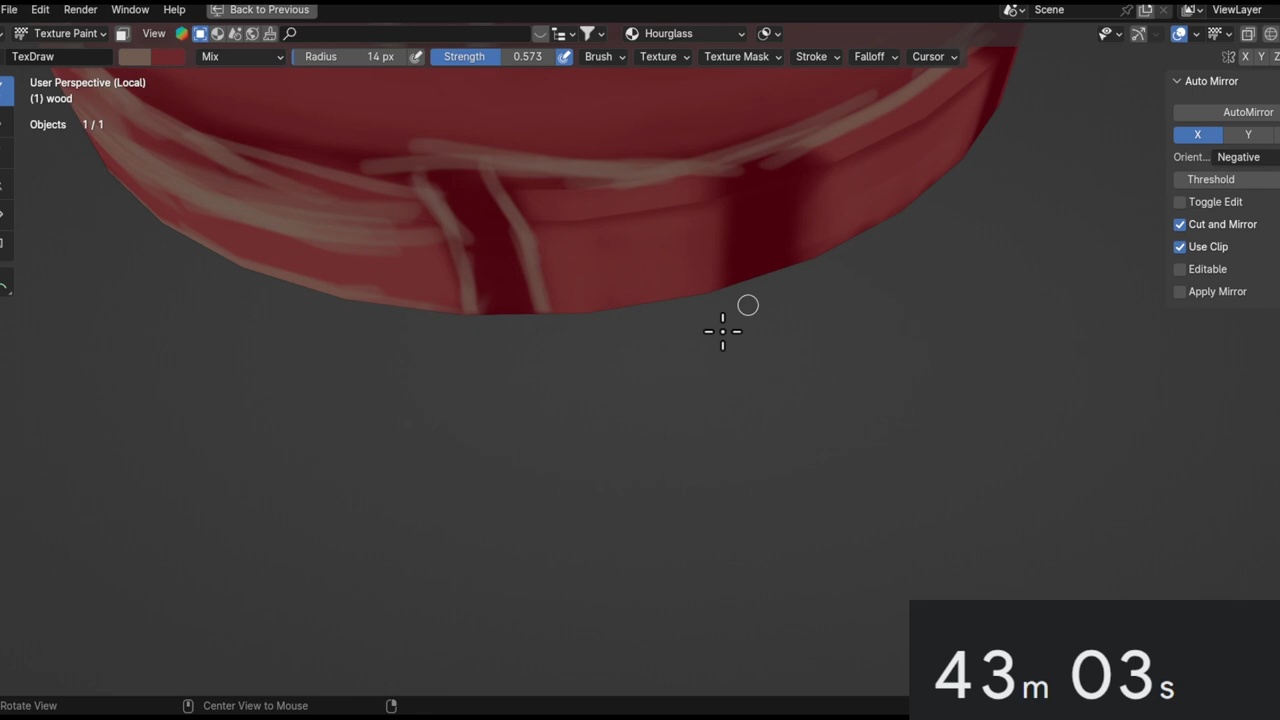 File Edit Render Window Help Back to Previous Scene ViewLayer
Texture Paint View Hourglass
TexDraw Mix Radius 14 px Strength 0.573 Brush Texture Texture Mask Stroke Falloff Cursor X Y Z
User Perspective (Local)
(1) wood
Objects 1 / 1
Auto Mirror
AutoMirror
X Y
Orient... Negative
Threshold
Toggle Edit
Cut and Mirror
Use Clip
Editable
Apply Mirror
43m 03s
Rotate View Center View to Mouse